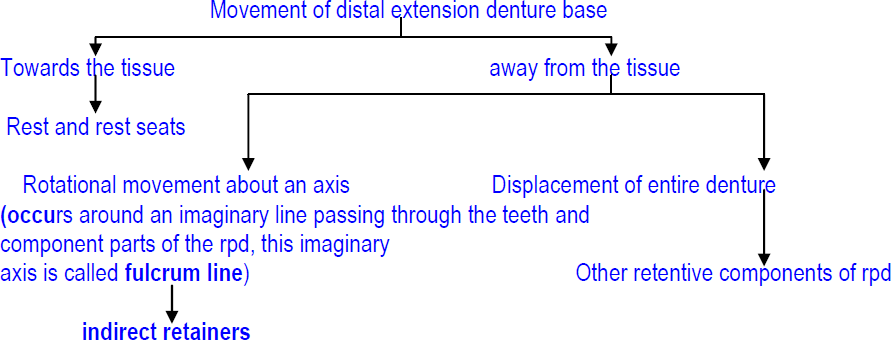 Movement of distal extension denture base
Towards the tissue
away from the tissue
Rest and rest seats
Rotational movement about an axis
Displacement of entire denture
(occurs around an imaginary line passing through the teeth and
component parts of the rpd, this imaginary
axis is called fulcrum line)
Other retentive components of rpd
indirect retainers